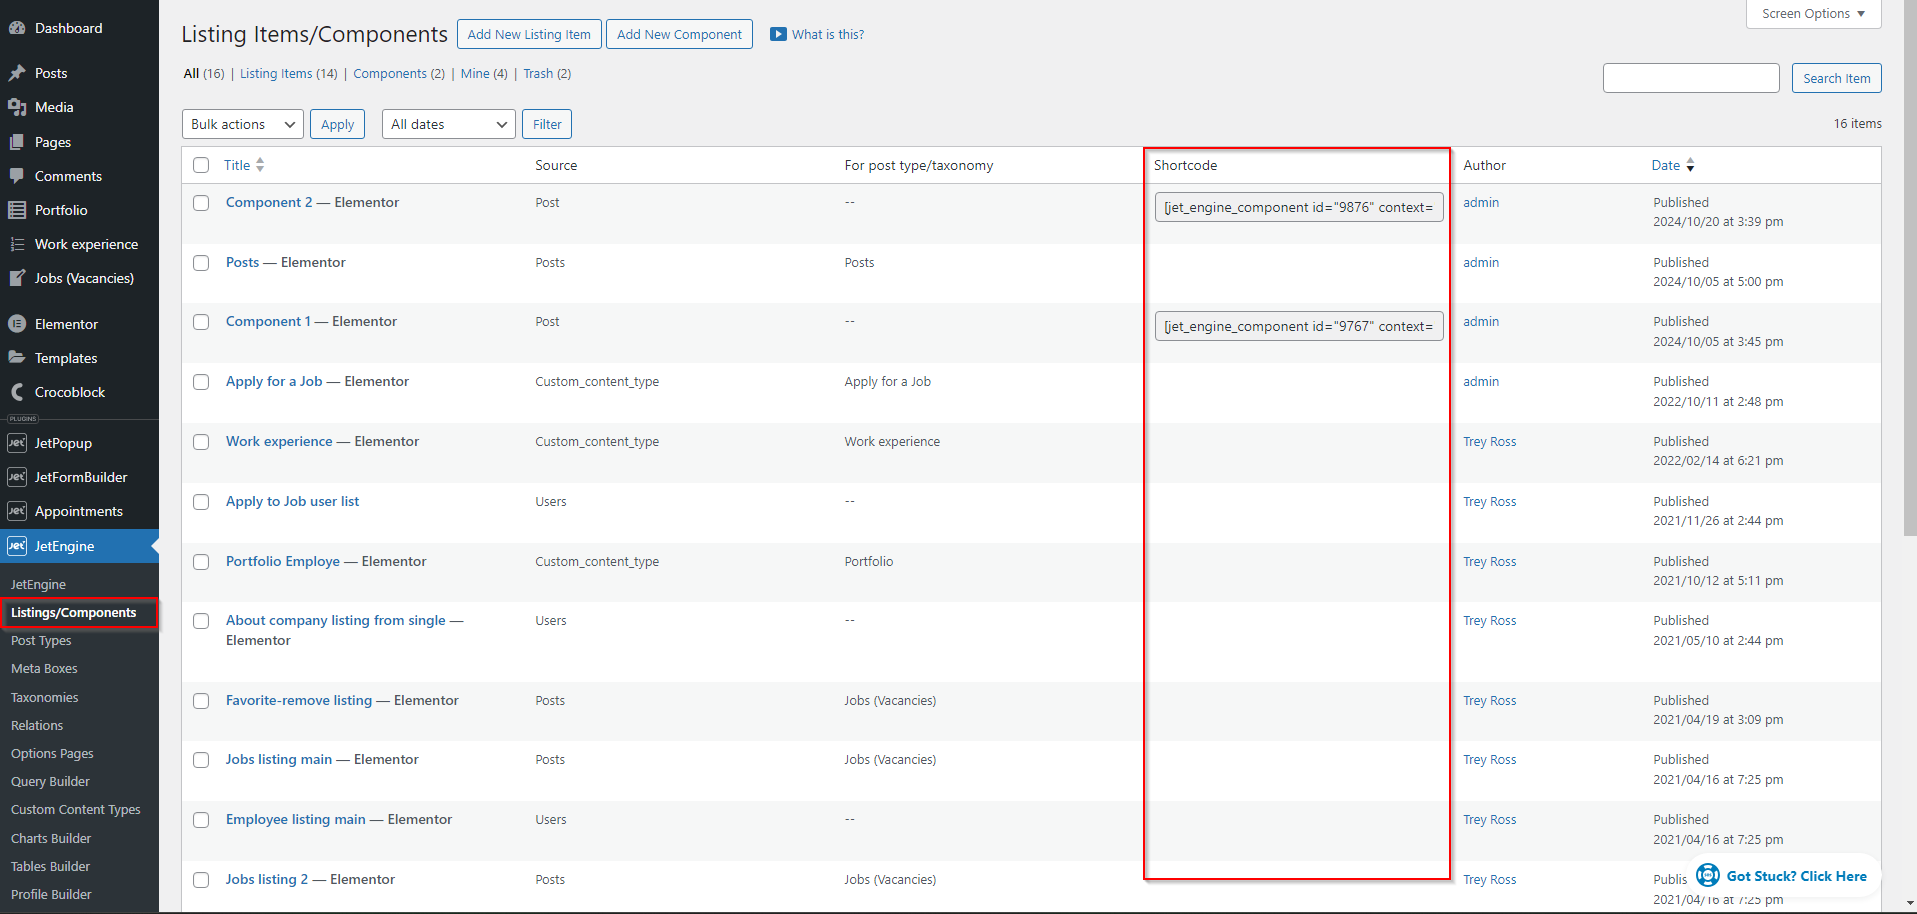 Dashboard
Posts
Media
Pages
Comments
Portfolio
Work experience
Jobs (Vacancies)
Elementor
Templates
Crocoblock
PLUGINS
Jet JetPopup
Jet JetFormBuilder
Jet Appointments
Jet JetEngine
JetEngine
Listings/Components
Post Types
Meta Boxes
Taxonomies
Relations
Options Pages
Query Builder
Custom Content Types
Charts Builder
Tables Builder
Profile Builder
Screen Options
Listing Items/Components Add New Listing Item Add New Component What is this?
All (16) | Listing Items (14) | Components (2) | Mine (4) | Trash (2)
Search Item
Bulk actions Apply All dates Filter 16 items
Title Source For post type/taxonomy Shortcode Author Date
Component 2 — Elementor Post -- [jet_engine_component id="9876" context= admin Published
2024/10/20 at 3:39 pm
Posts — Elementor Posts Posts admin Published
2024/10/05 at 5:00 pm
Component 1 — Elementor Post -- [jet_engine_component id="9767" context= admin Published
2024/10/05 at 3:45 pm
Apply for a Job — Elementor Custom_content_type Apply for a Job admin Published
2022/10/11 at 2:48 pm
Work experience — Elementor Custom_content_type Work experience Trey Ross Published
2022/02/14 at 6:21 pm
Apply to Job user list Users -- Trey Ross Published
2021/11/26 at 2:44 pm
Portfolio Employe — Elementor Custom_content_type Portfolio Trey Ross Published
2021/10/12 at 5:11 pm
About company listing from single — Users -- Trey Ross Published
Elementor 2021/05/10 at 2:44 pm
Favorite-remove listing — Elementor Posts Jobs (Vacancies) Trey Ross Published
2021/04/19 at 3:09 pm
Jobs listing main — Elementor Posts Jobs (Vacancies) Trey Ross Published
2021/04/16 at 7:25 pm
Employee listing main — Elementor Users -- Trey Ross Published
2021/04/16 at 7:25 pm
Jobs listing 2 — Elementor Posts Jobs (Vacancies) Trey Ross Publis
2021/04/16 at 7:25 pm
Got Stuck? Click Here